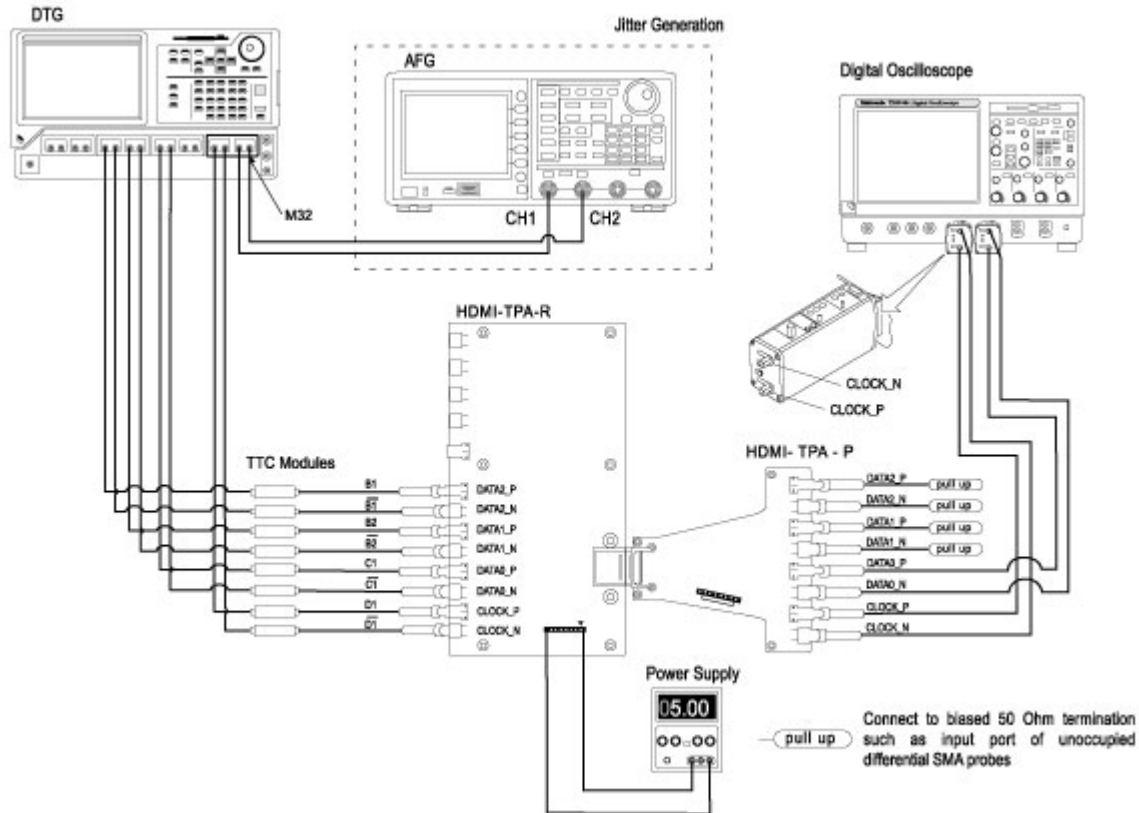 DTG
Jitter Generation
AFG
Digital Oscilloscope
M32
CH1
CH2
HDMI-TPA-R
CLOCK_N
CLOCK_P
HDMI- TPA - P
TTC Modules
B1
DATA2_P
B1
DATA2_N
B2
DATA1_P
B2
DATA1_N
C1
DATA0_P
C1
DATA0_N
D1
CLOCK_P
D1
CLOCK_N
DATA2_P
pull up
DATA2_N
pull up
DATA1_P
pull up
DATA1_N
pull up
DATA0_P
DATA0_N
CLOCK_P
CLOCK_N
Power Supply
05.00
pull up
Connect to biased 50 Ohm termination
such as input port of unoccupied
differential SMA probes